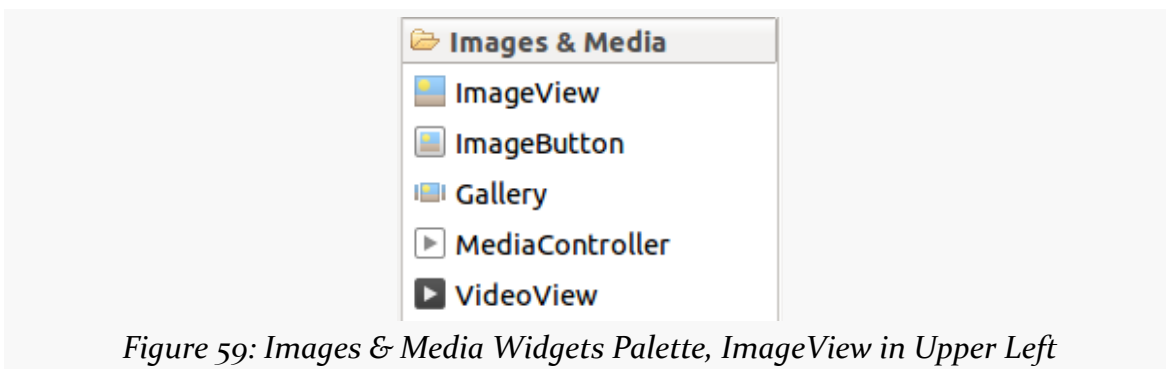 Images & Media
ImageView
ImageButton
Gallery
MediaController
VideoView
Figure 59: Images & Media Widgets Palette, ImageView in Upper Left